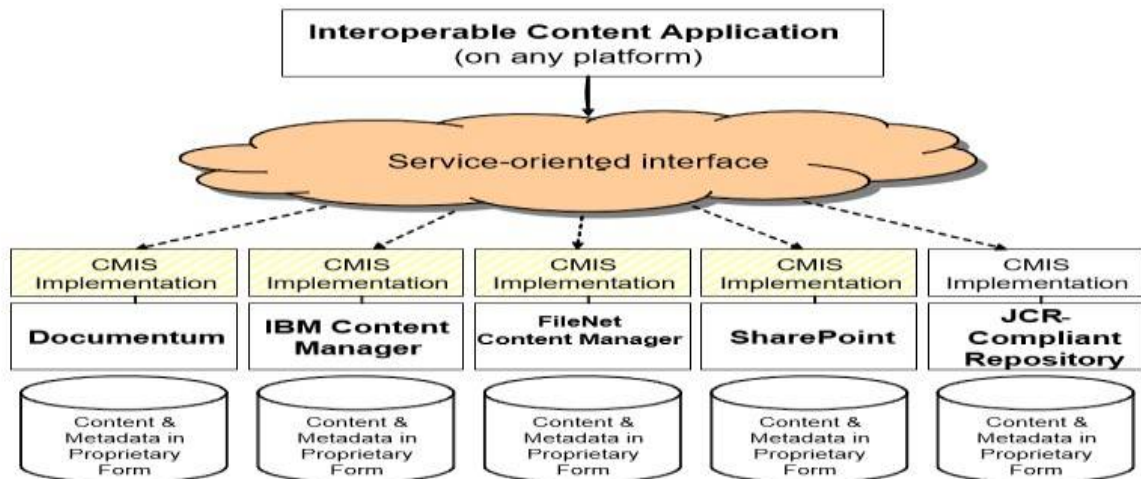 Interoperable Content Application
(on any platform)
Service-oriented interface
CMIS
Implementation
CMIS
Implementation
CMIS
Implementation
CMIS
Implementation
CMIS
Implementation
Documentum
IBM Content
Manager
FileNet
Content Manager
SharePoint
JCR-
Compliant
Repository
Content &
Metadata in
Proprietary
Form
Content &
Metadata in
Proprietary
Form
Content &
Metadata in
Proprietary
Form
Content &
Metadata in
Proprietary
Form
Content &
Metadata in
Proprietary
Form